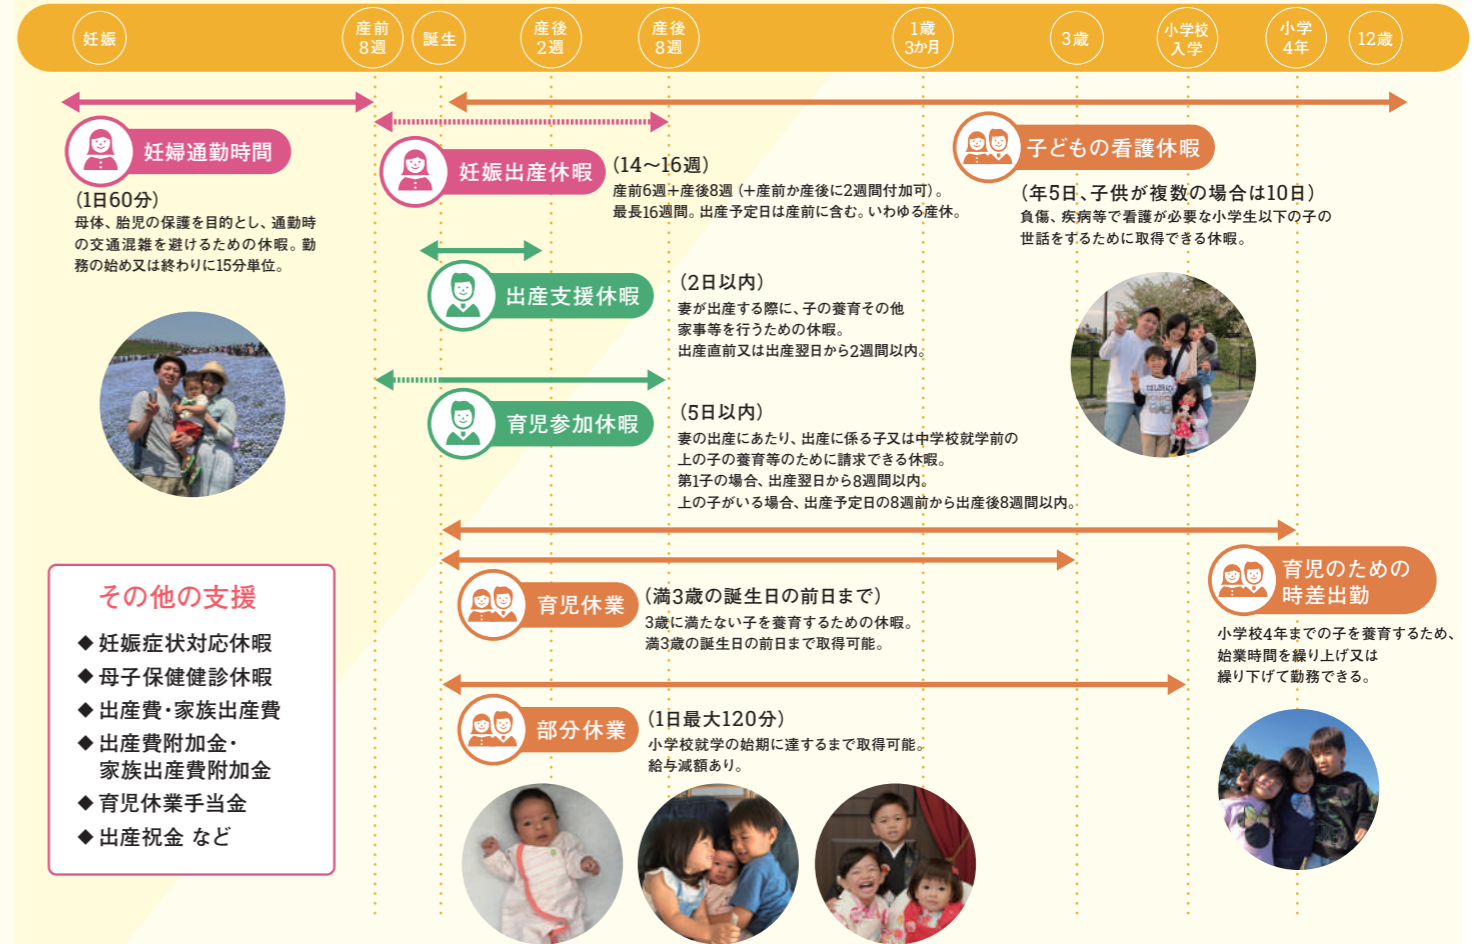 妊娠
産前
8週
誕生
産後
2週
産後
8週
1歳
3か月
3歳
小学校
入学
小学
4年
12歳
妊婦通勤時間
(1日60分)
母体、胎児の保護を目的とし、通勤時
の交通混雑を避けるための休暇。勤
務の始め又は終わりに15分単位。
妊娠出産休暇
(14～16週)
産前6週＋産後8週（＋産前か産後に2週間付加可）。
最長16週間。出産予定日は産前に含む。いわゆる産休。
子どもの看護休暇
(年5日、子供が複数の場合は10日)
負傷、疾病等で看護が必要な小学生以下の子の
世話をするために取得できる休暇。
出産支援休暇
(2日以内)
妻が出産する際に、子の養育その他
家事等を行うための休暇。
出産直前又は出産翌日から2週間以内。
育児参加休暇
(5日以内)
妻の出産にあたり、出産に係る子又は中学校就学前の
上の子の養育等のために請求できる休暇。
第1子の場合、出産翌日から8週間以内。
上の子がいる場合、出産予定日の8週前から出産後8週間以内。
育児休業
(満3歳の誕生日の前日まで)
3歳に満たない子を養育するための休暇。
満3歳の誕生日の前日まで取得可能。
育児のための
時差出勤
小学校4年までの子を養育するため、
始業時間を繰り上げ又は
繰り下げて勤務できる。
部分休業
(1日最大120分)
小学校就学の始期に達するまで取得可能。
給与減額あり。
その他の支援
◆妊娠症状対応休暇
◆母子保健健診休暇
◆出産費・家族出産費
◆出産費附加金・
家族出産費附加金
◆育児休業手当金
◆出産祝金 など